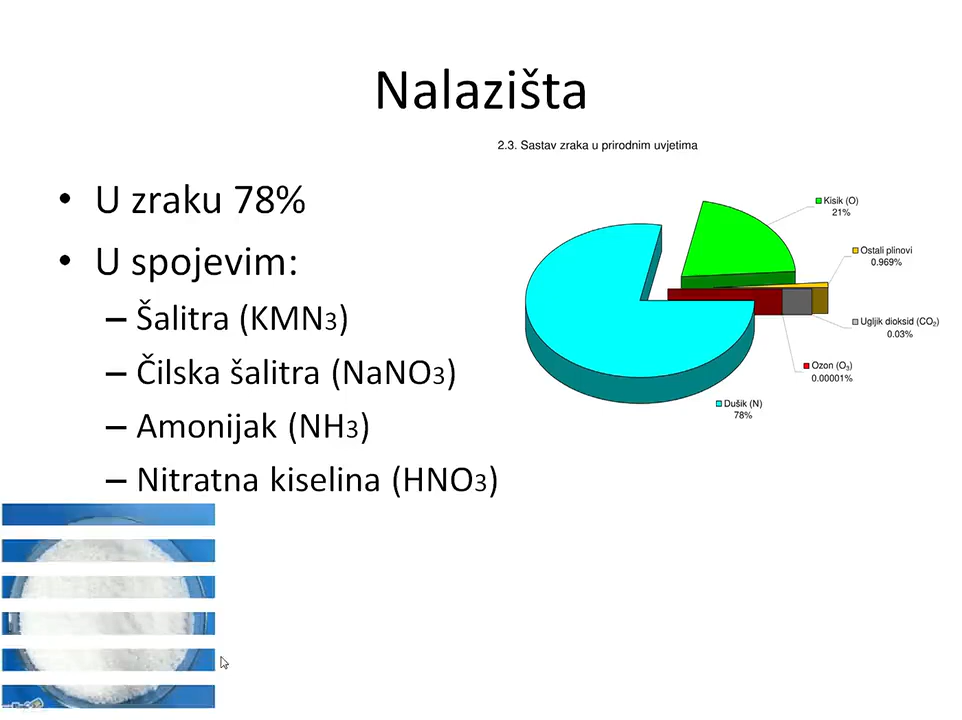 Nalazišta
2.3. Sastav zraka u prirodnim uvjetima
• U zraku 78%
• U spojevim:
– Šalitra (KMN3)
– Čilska šalitra (NaNO3)
– Amonijak (NH3)
– Nitratna kiselina (HNO3)
Kisik (O)
21%
Ostali plinovi
0.969%
Ugljik dioksid (CO2)
0.03%
Ozon (O3)
0.00001%
Dušik (N)
78%